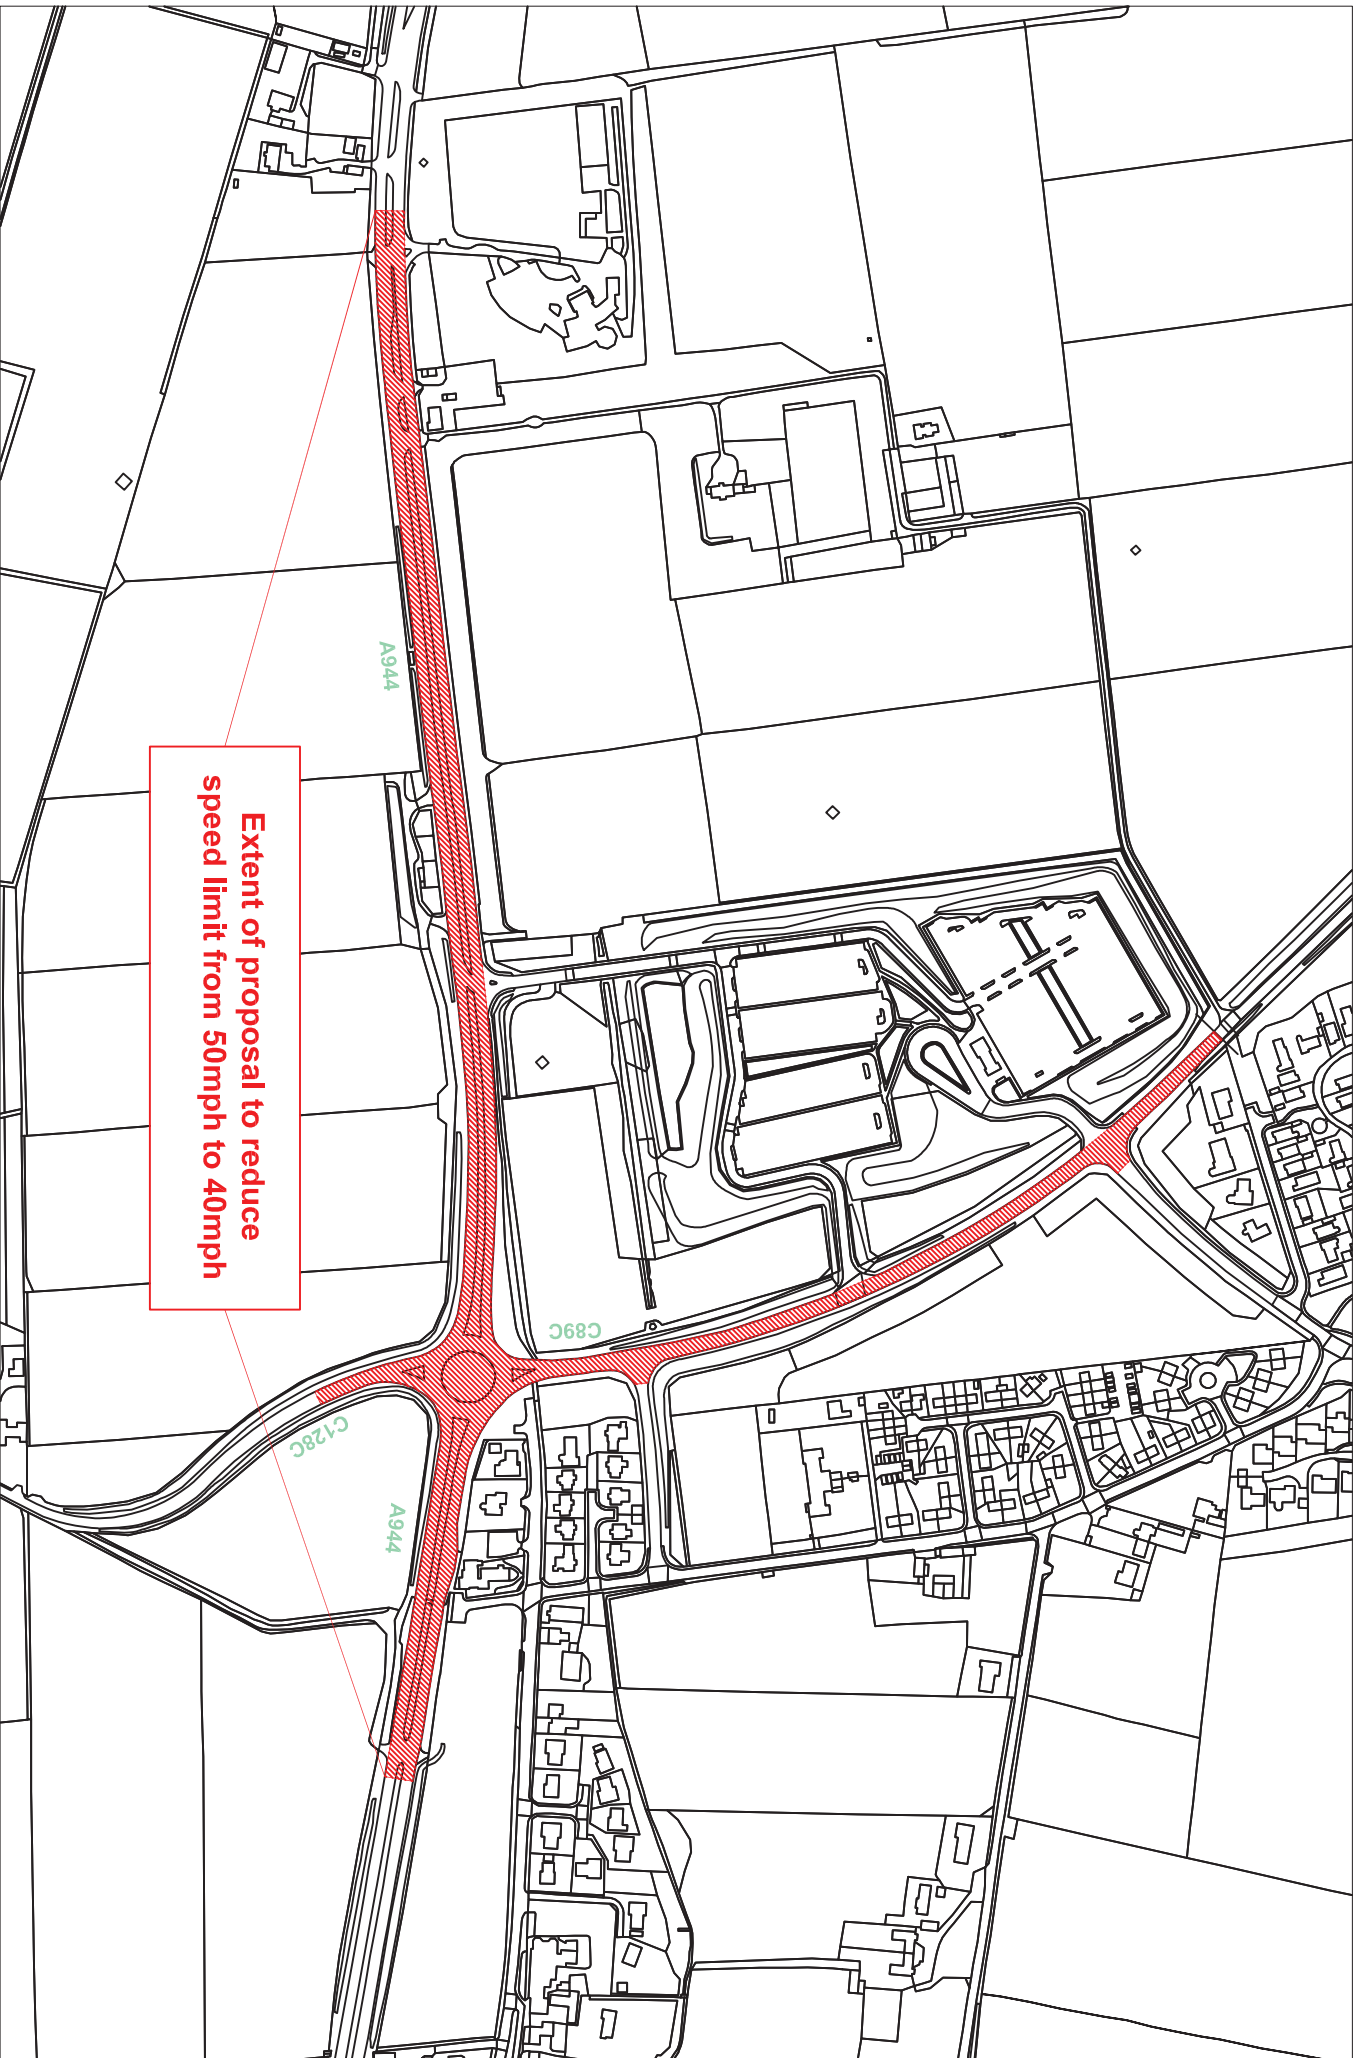 Extent of proposal to reduce
speed limit from 50mph to 40mph
A944
C89C
C128C
A944